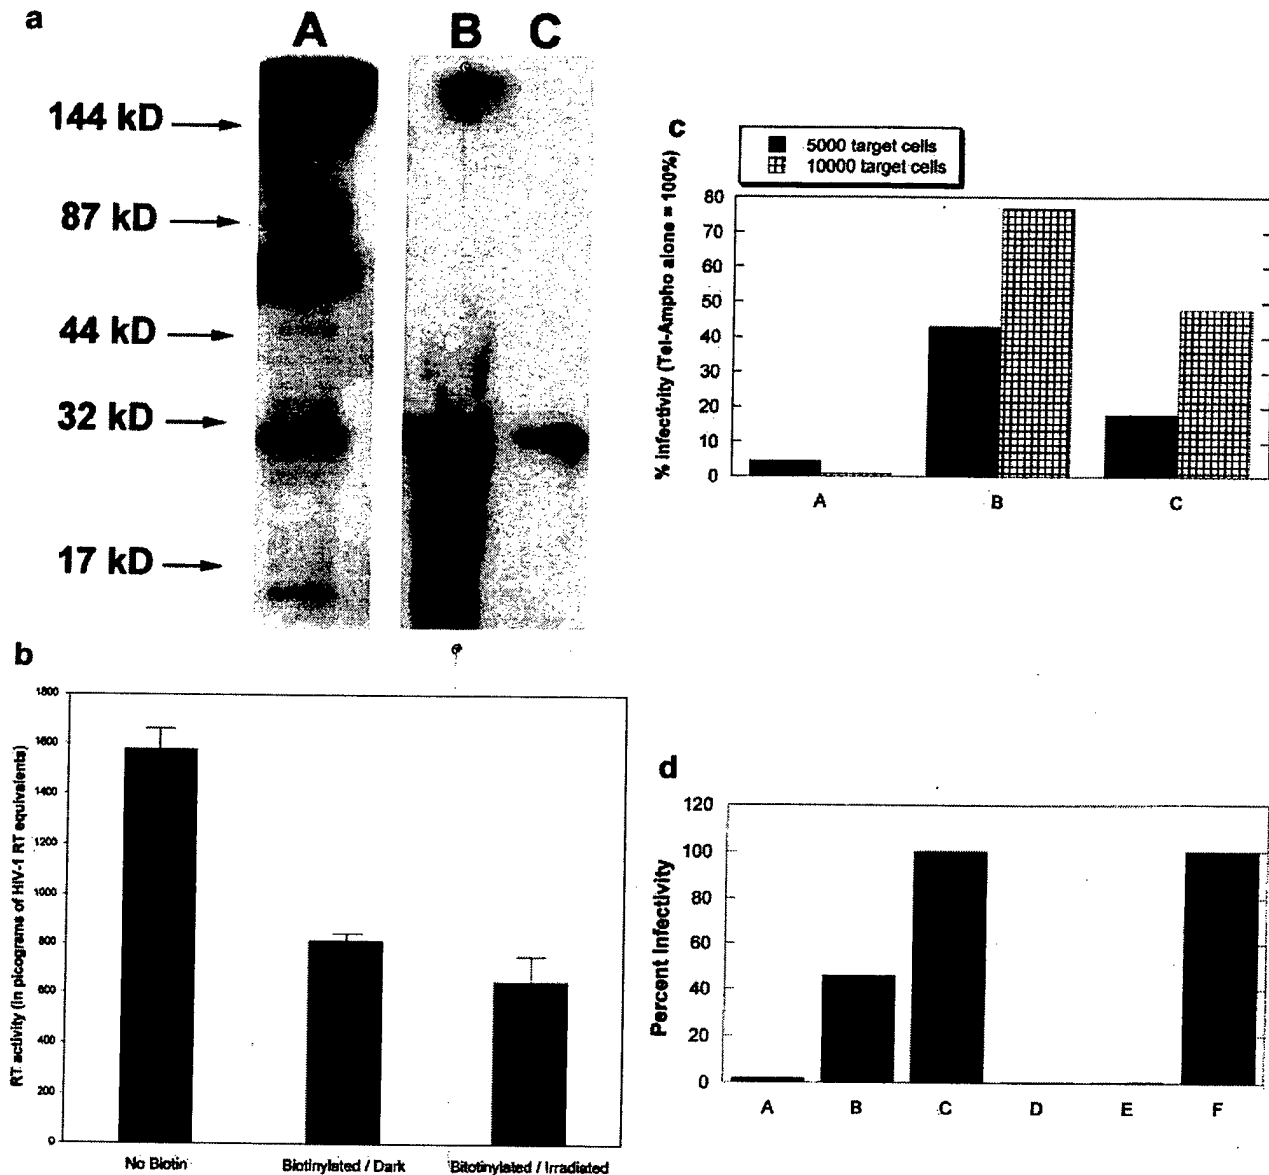 a
A B C
144 kD
87 kD
44 kD
32 kD
17 kD
b
1800
1600
1400
1200
1000
800
600
400
200
0
RT activity (in picograms of HIV-1 RT equivalents)
No Biotin
Biotinylated / Dark
Bitotinylated / Irradiated
c
5000 target cells
10000 target cells
% infectivity (Tel-Ampho alone = 100%)
80
70
60
50
40
30
20
10
0
A B C
d
Percent Infectivity
120
100
80
60
40
20
0
A B C D E F